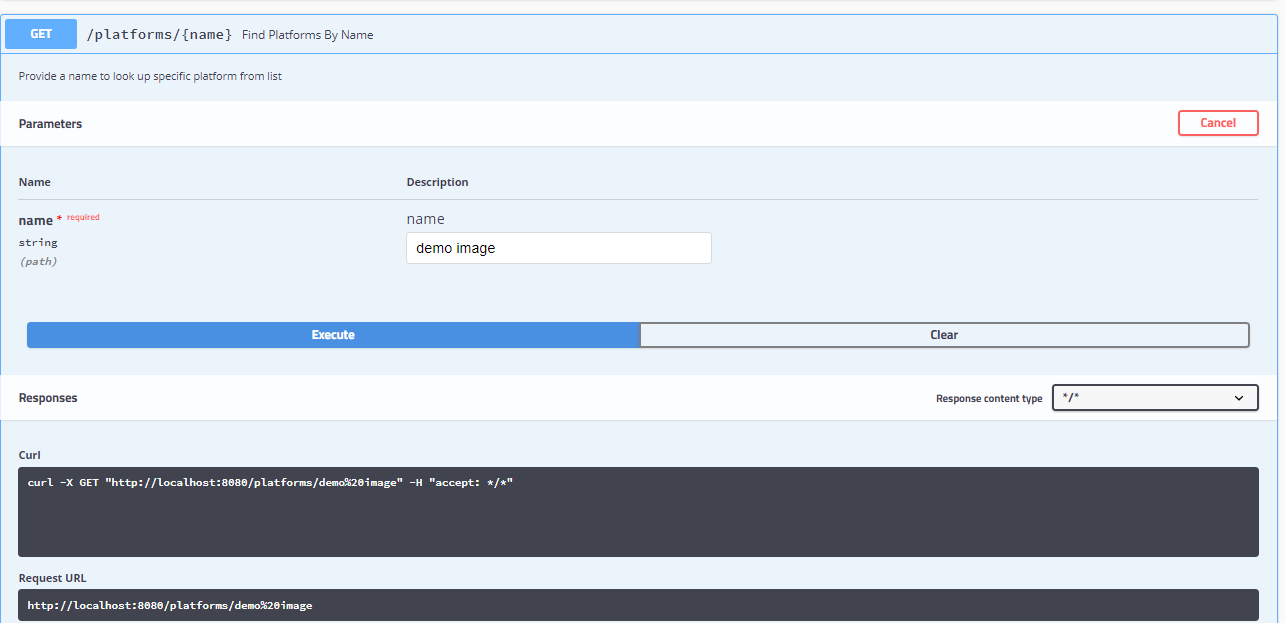 GET /platforms/{name} Find Platforms By Name
Provide a name to look up specific platform from list
Parameters
Cancel
Name Description
name * required
string
(path)
name
demo image
Execute Clear
Responses
Response content type */*
Curl
curl -X GET "http://localhost:8080/platforms/demo%20image" -H "accept: */*"
Request URL
http://localhost:8080/platforms/demo%20image